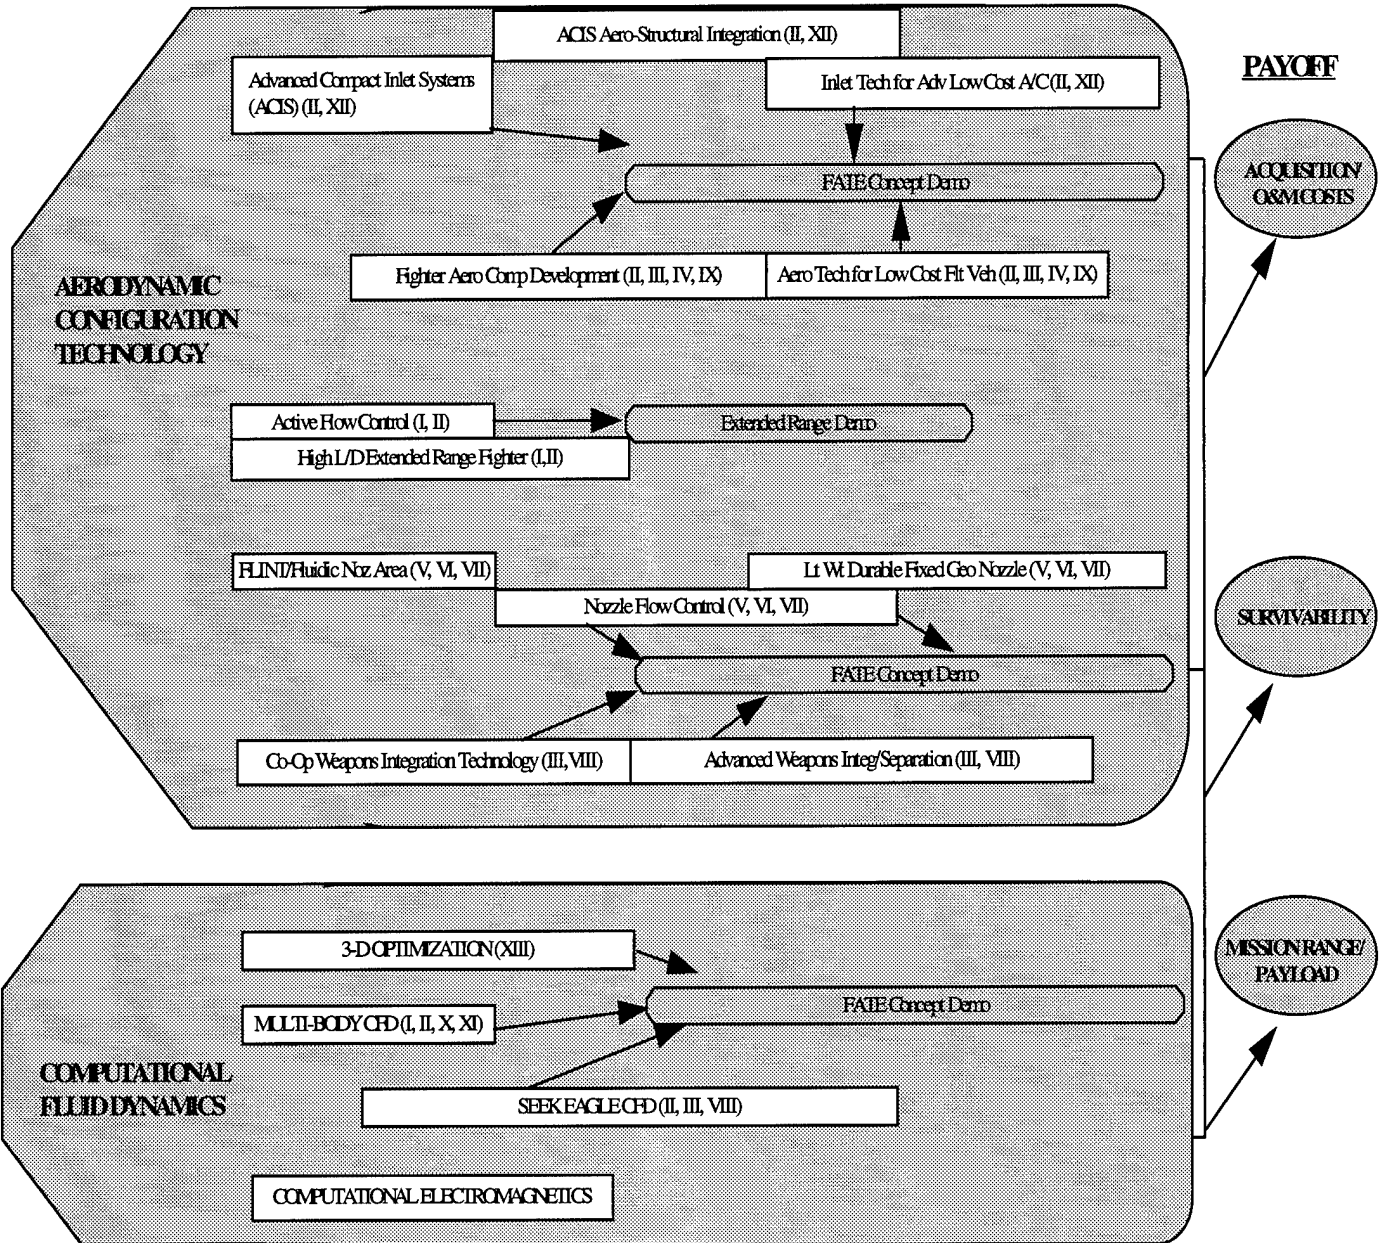 ACIS Aero-Structural Integration (II, XII)
PAYOFF
Advanced Compact Inlet Systems
(ACIS) (II, XII)
Inlet Tech for Adv Low Cost A/C (II, XII)
FATE Concept Demo
ACQUISITION/
O&M COSTS
Fighter Aero Comp Development (II, III, IV, IX)
Aero Tech for Low Cost Flt Veh (II, III, IV, IX)
AERODYNAMIC
CONFIGURATION
TECHNOLOGY
Active Flow Control (I, II)
Extended Range Demo
High L/D Extended Range Fighter (I,II)
FLINT/Fluidic Noz Area (V, VI, VII)
Lt Wt Durable Fixed Geo Nozzle (V, VI, VII)
Nozzle Flow Control (V, VI, VII)
SURVIVABILITY
FATE Concept Demo
Co-Op Weapons Integration Technology (III,VIII)
Advanced Weapons Integ/Separation (III, VIII)
3-D OPTIMIZATION (XIII)
MISSION RANGE/
PAYLOAD
FATE Concept Demo
MULTI-BODY CFD (I, II, X, XI)
COMPUTATIONAL
FLUID DYNAMICS
SEEK EAGLE CFD (II, III, VIII)
COMPUTATIONAL ELECTROMAGNETICS